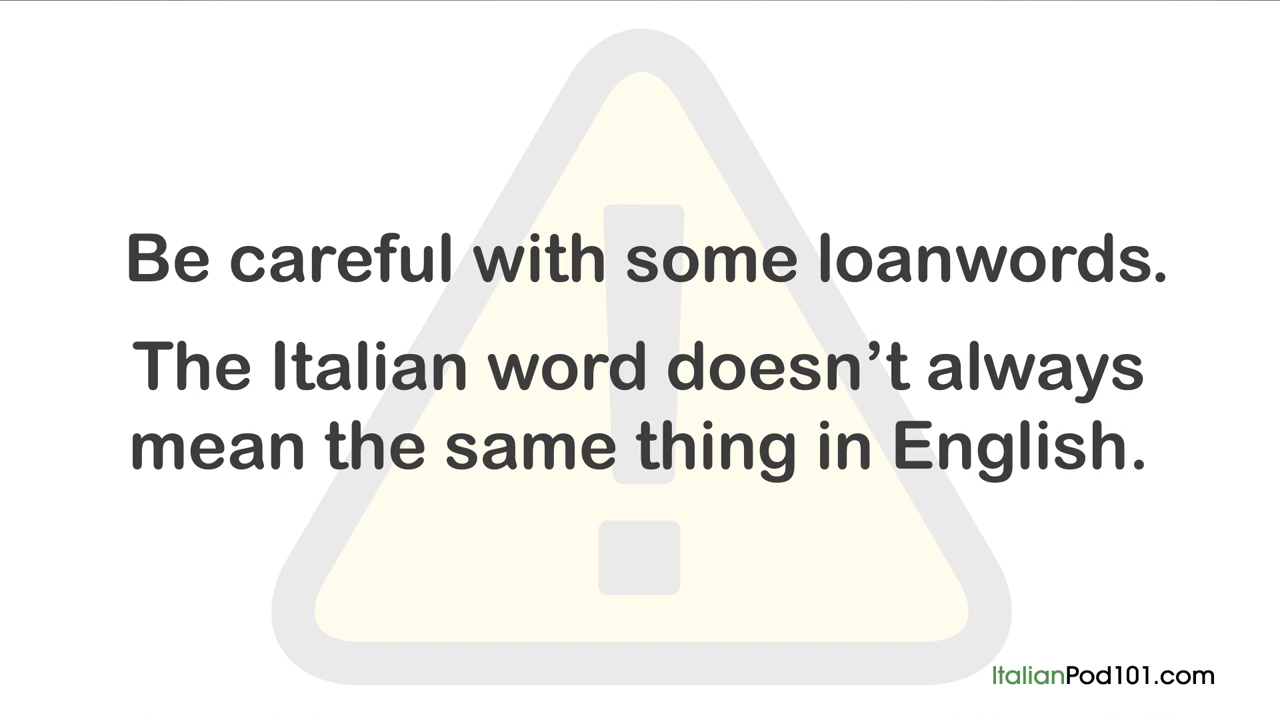 Be careful with some loanwords.
The Italian word doesn’t always
mean the same thing in English.
ItalianPod101.com